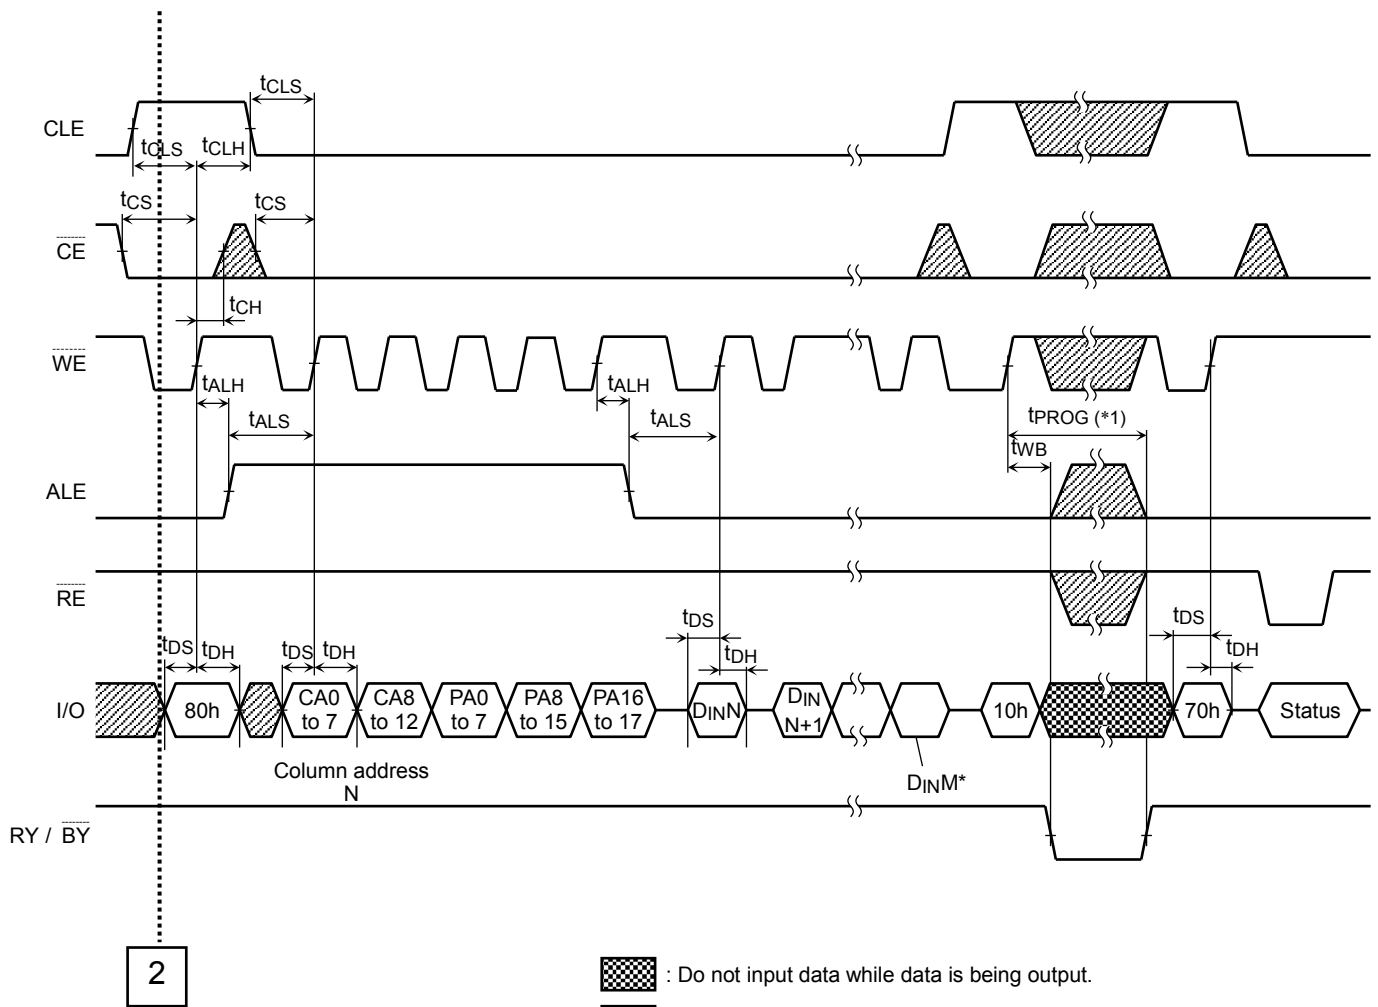 tCLS
CLE
tCLS
tCLH
tCS
tCS
CE
tCH
WE
tALH
tALH
tALS
tALS
tPROG (*1)
tWB
ALE
RE
tDS
tDS
tDH
tDS
tDH
tDS
tDH
tDH
I/O
80h
CA0 to 7
CA8 to 12
PA0 to 7
PA8 to 15
PA16 to 17
DINN
DIN N+1
10h
70h
Status
Column address
N
DINM*
RY / BY
2
: Do not input data while data is being output.